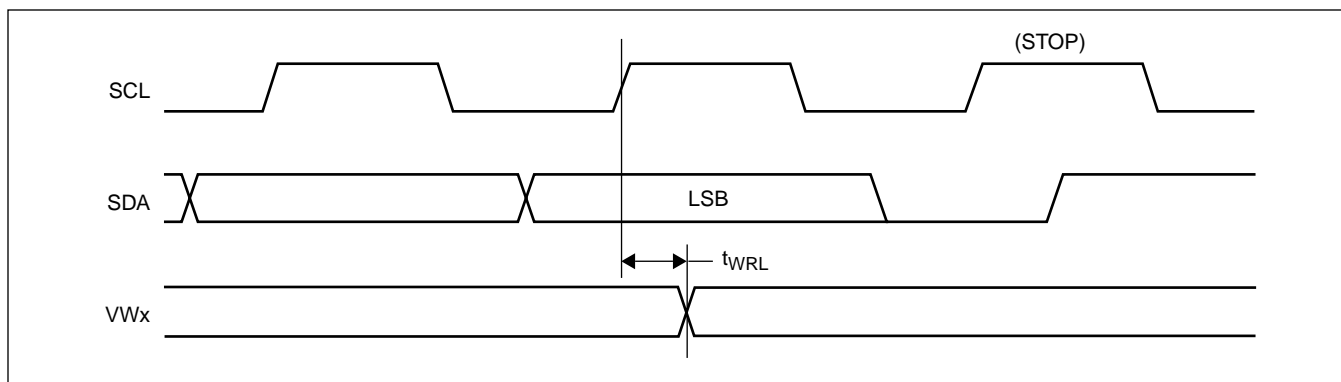 (STOP)
SCL
SDA
LSB
tWRL
VWx